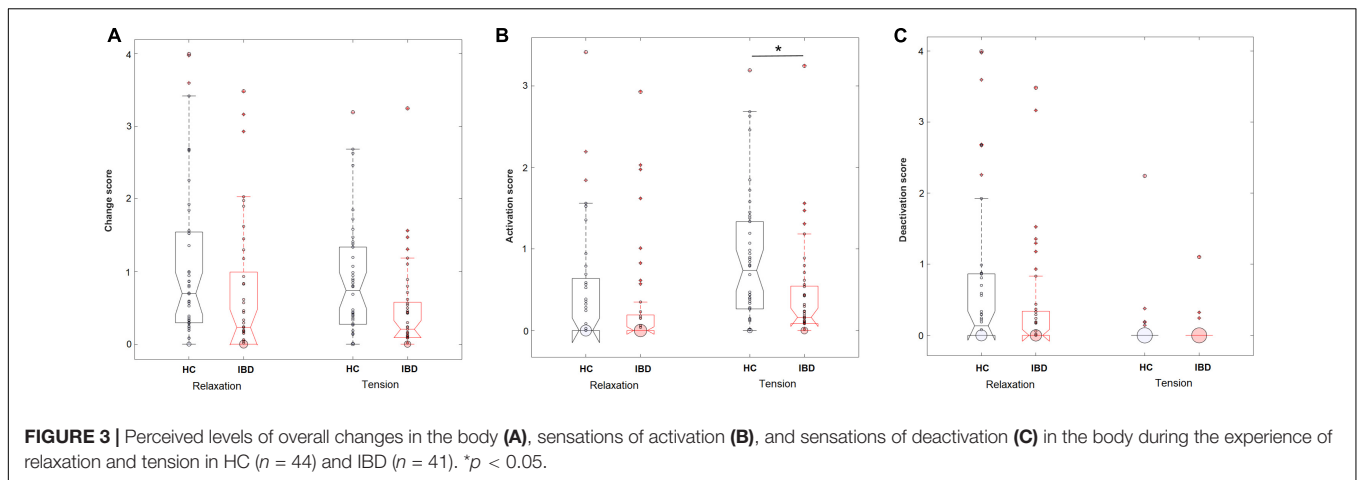 A
B
C
Change score
4
3
2
1
0
HC
IBD
HC
IBD
Relaxation
Tension
Activation score
3
2
1
0
*
HC
IBD
HC
IBD
Relaxation
Tension
Deactivation score
4
3
2
1
0
HC
IBD
HC
IBD
Relaxation
Tension
FIGURE 3 | Perceived levels of overall changes in the body (A), sensations of activation (B), and sensations of deactivation (C) in the body during the experience of
relaxation and tension in HC (n = 44) and IBD (n = 41). *p < 0.05.